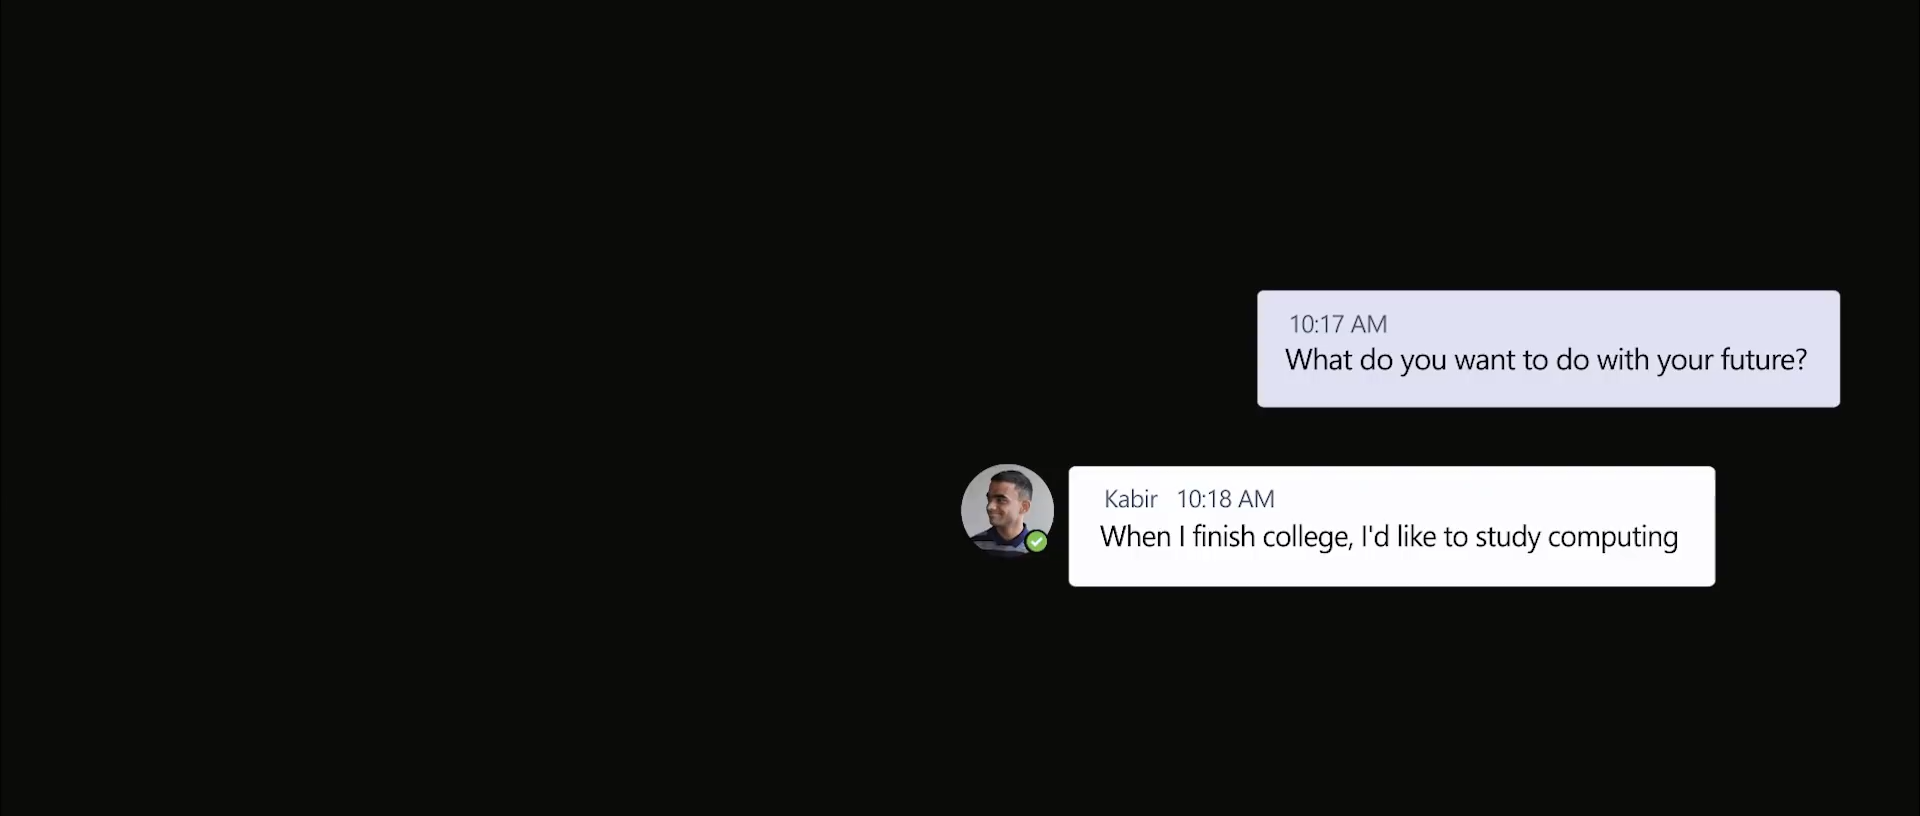 10:17 AM
What do you want to do with your future?
Kabir 10:18 AM
When I finish college, I'd like to study computing